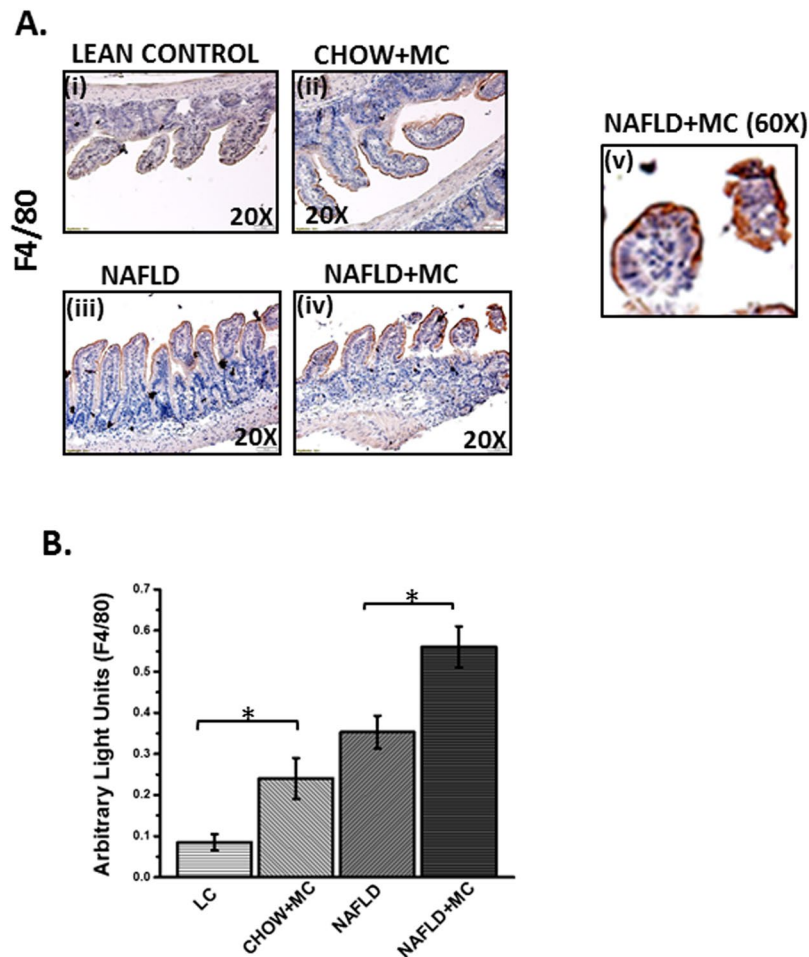 A.
LEAN CONTROL
CHOW+MC
(i)
20X
(ii)
20X
NAFLD+MC (60X)
(v)
F4/80
NAFLD
NAFLD+MC
(iii)
20X
(iv)
20X
B.
Arbitrary Light Units (F4/80)
0.7
0.6
0.5
0.4
0.3
0.2
0.1
0.0
*
*
LC
CHOW+MC
NAFLD
NAFLD+MC